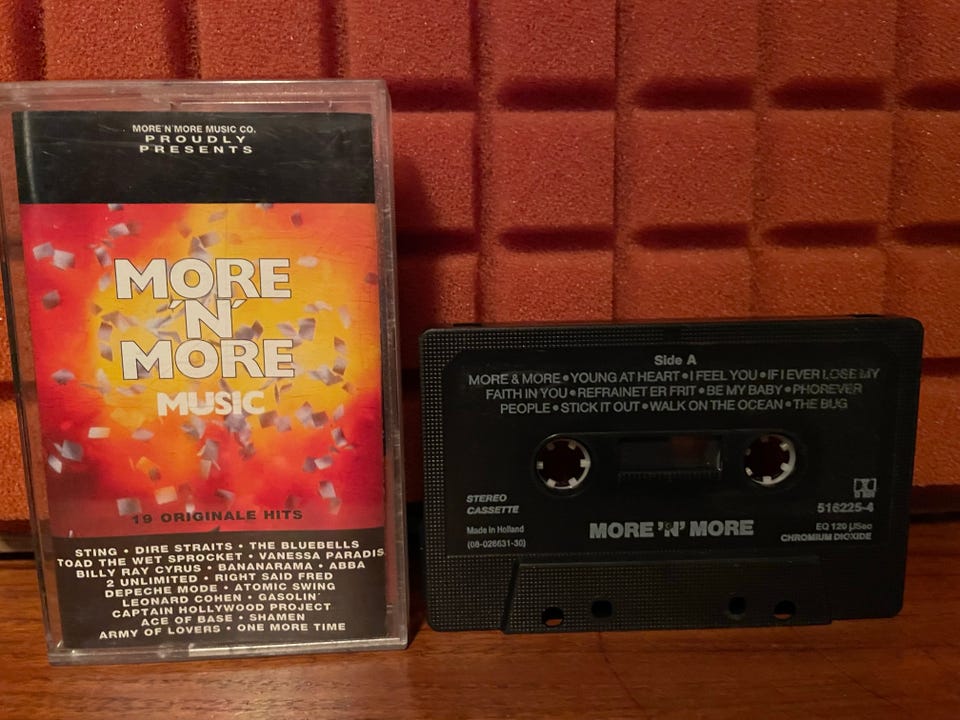 MORE'N'MORE MUSIC CO.
PROUDLY
PRESENTS
MORE
'N'
MORE
MUSIC
19 ORIGINALE HITS
STING • DIRE STRAITS • THE BLUEBELLS
TOAD THE WET SPROCKET • VANESSA PARADIS
BILLY RAY CYRUS • BANANARAMA • ABBA
2 UNLIMITED • RIGHT SAID FRED
DEPECHE MODE • ATOMIC SWING
LEONARD COHEN • GASOLIN'
CAPTAIN HOLLYWOOD PROJECT
ACE OF BASE • SHAMEN
ARMY OF LOVERS • ONE MORE TIME
Side A
MORE & MORE • YOUNG AT HEART • I FEEL YOU • IF I EVER LOSE MY
FAITH IN YOU • REFRAINET ER FRIT • BE MY BABY • PHOREVER
PEOPLE • STICK IT OUT • WALK ON THE OCEAN • THE BUG
STEREO
CASSETTE
Made in Holland
(08-026631-30)
MORE 'N' MORE
516225-4
EQ 120 µSec
CHROMIUM DIOXIDE